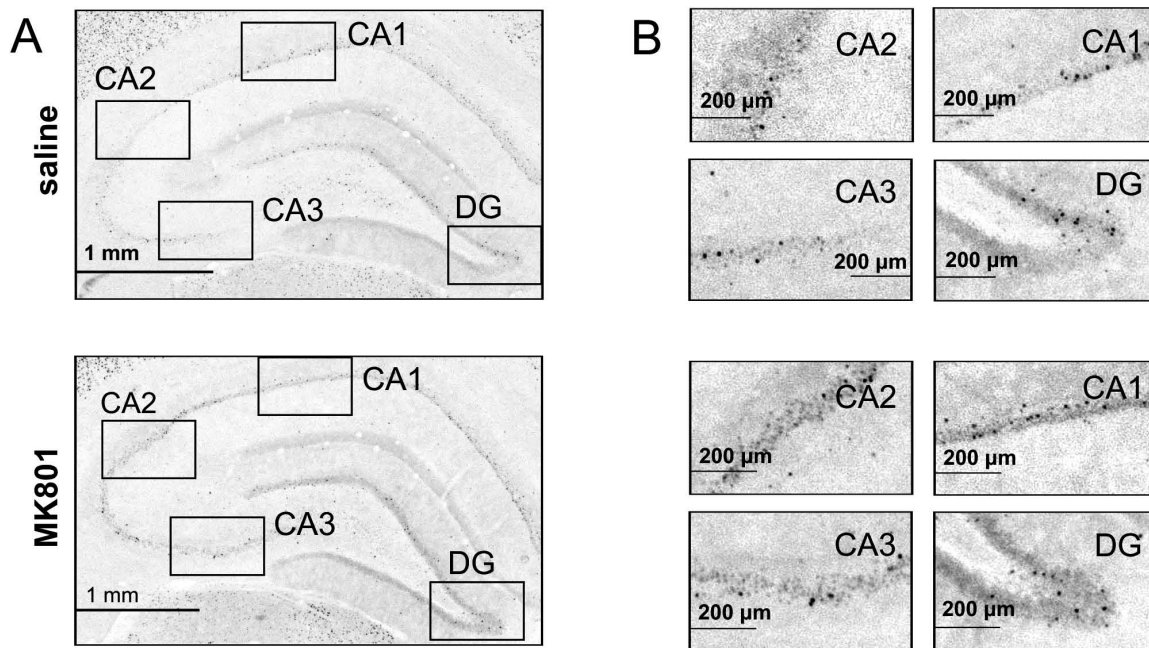 A
saline
CA1
CA2
CA3
DG
1 mm
MK801
CA1
CA2
CA3
DG
1 mm
B
CA2
200 µm
CA1
200 µm
CA3
200 µm
DG
200 µm
CA2
200 µm
CA1
200 µm
CA3
200 µm
DG
200 µm